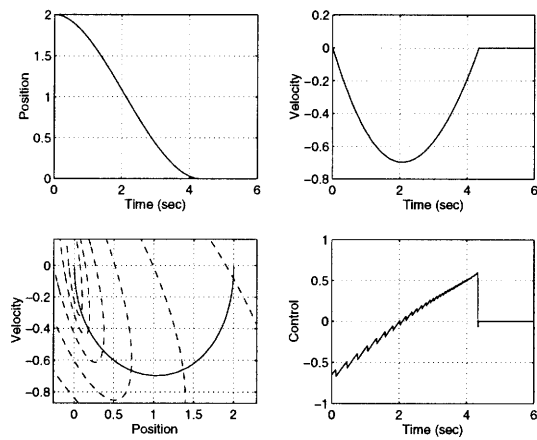 2
1.5
1
0.5
0
Position
0 2 4 6
Time (sec)
0.2
0
-0.2
-0.4
-0.6
-0.8
Velocity
0 2 4 6
Time (sec)
0
-0.2
-0.4
-0.6
-0.8
Velocity
0 0.5 1 1.5 2
Position
1
0.5
0
-0.5
-1
Control
0 2 4 6
Time (sec)